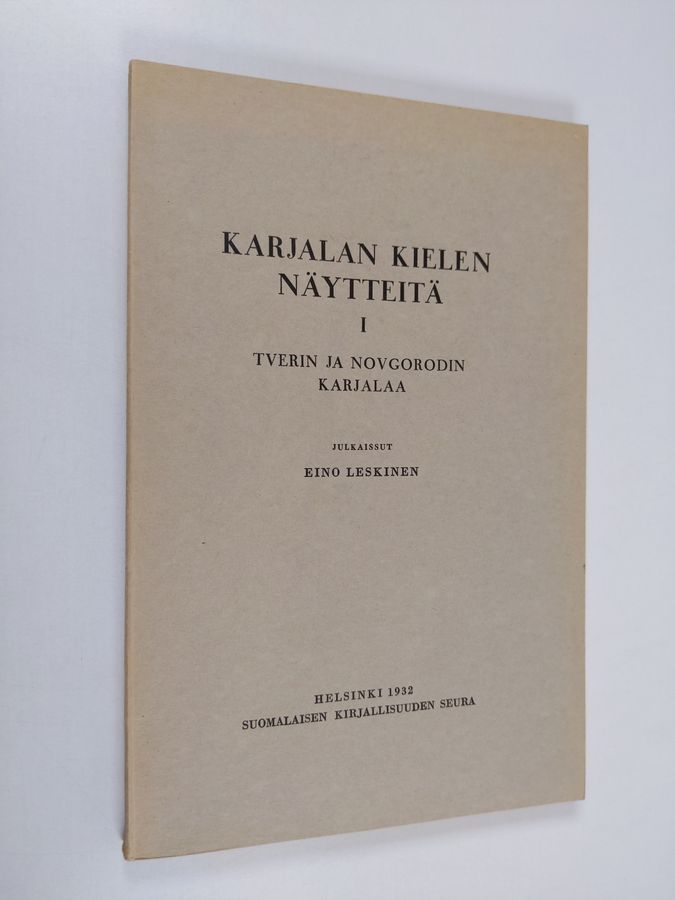 KARJALAN KIELEN
NÄYTTEITÄ
I
TVERIN JA NOVGORODIN
KARJALAA
JULKAISSUT
EINO LESKINEN
HELSINKI 1932
SUOMALAISEN KIRJALLISUUDEN SEURA